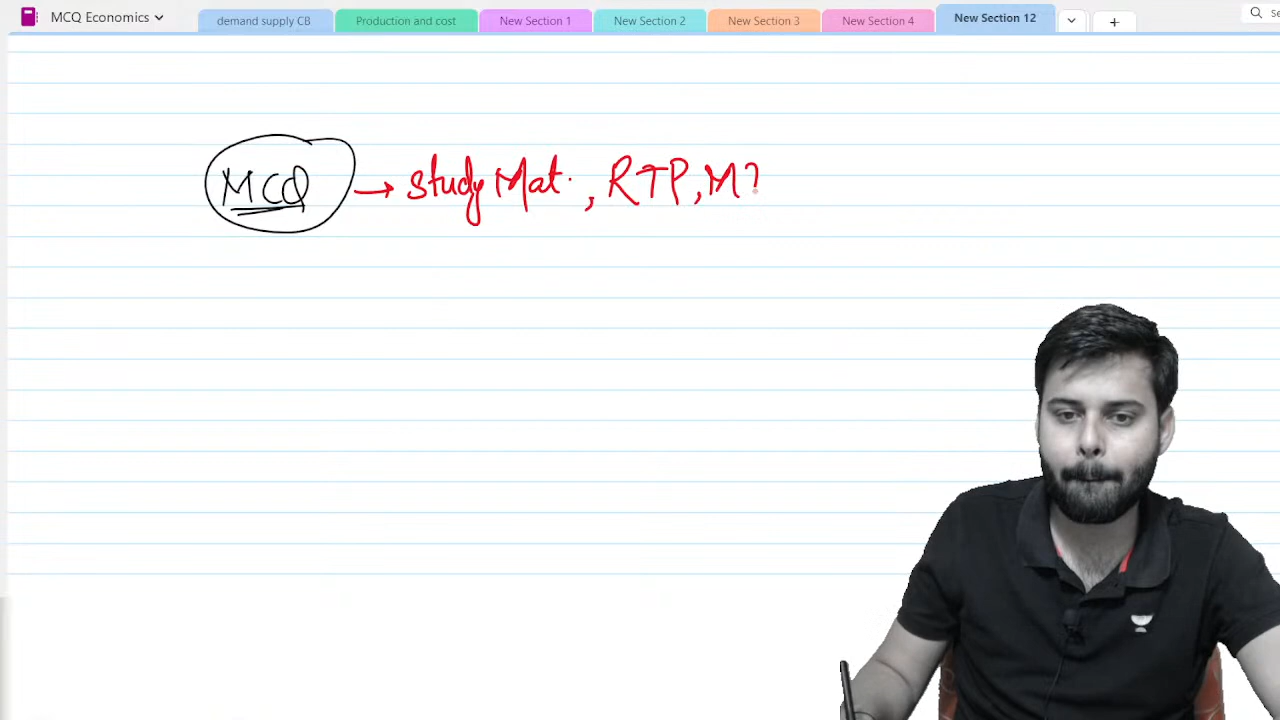 MCQ Economics demand supply CB Production and cost New Section 1 New Section 2 New Section 3 New Section 4 New Section 12
MCQ → Study Mat. , RTP, M